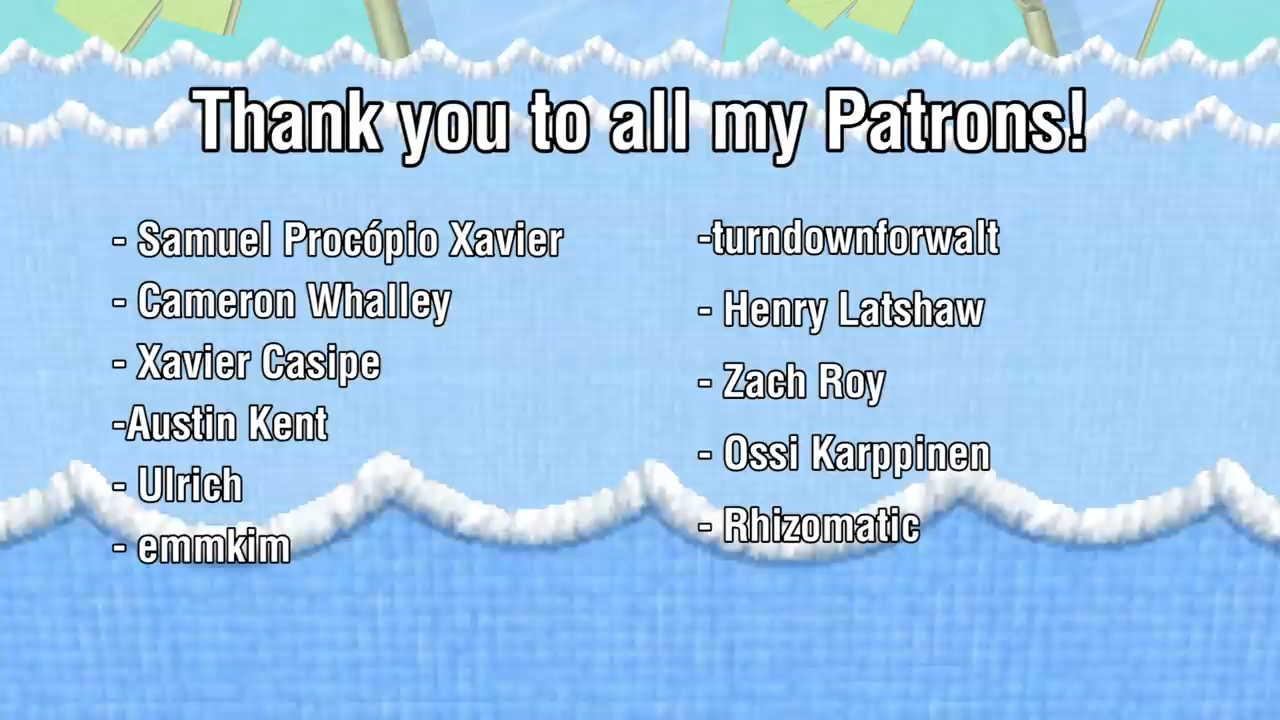 Thank you to all my Patrons!
- Samuel Procópio Xavier
- Cameron Whalley
- Xavier Casipe
-Austin Kent
- Ulrich
- emmkim
-turndownforwalt
- Henry Latshaw
- Zach Roy
- Ossi Karppinen
- Rhizomatic